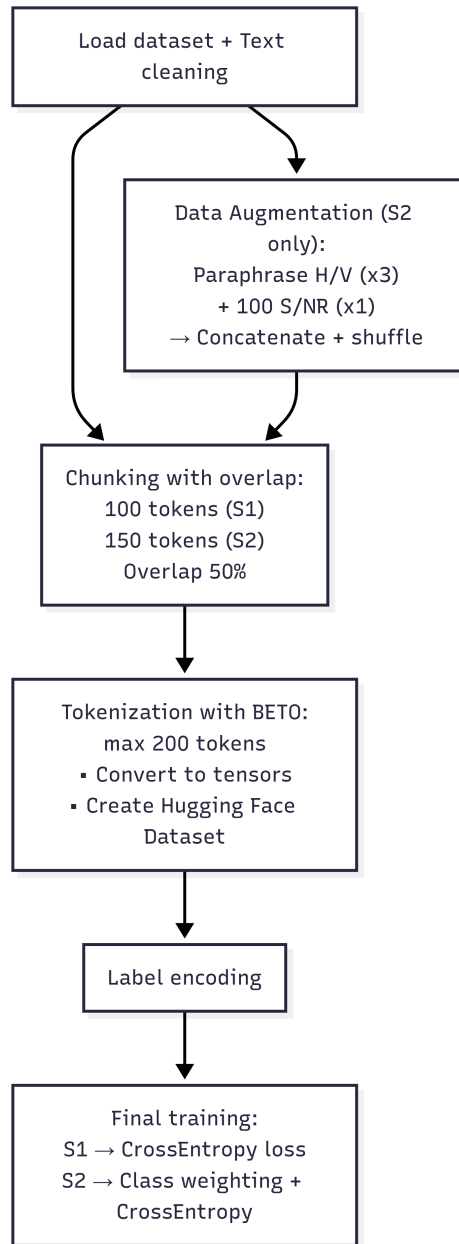 Load dataset + Text
cleaning
Data Augmentation (S2
only):
Paraphrase H/V (x3)
+ 100 S/NR (x1)
→ Concatenate + shuffle
Chunking with overlap:
100 tokens (S1)
150 tokens (S2)
Overlap 50%
Tokenization with BETO:
max 200 tokens
▪ Convert to tensors
▪ Create Hugging Face
Dataset
Label encoding
Final training:
S1 → CrossEntropy loss
S2 → Class weighting +
CrossEntropy